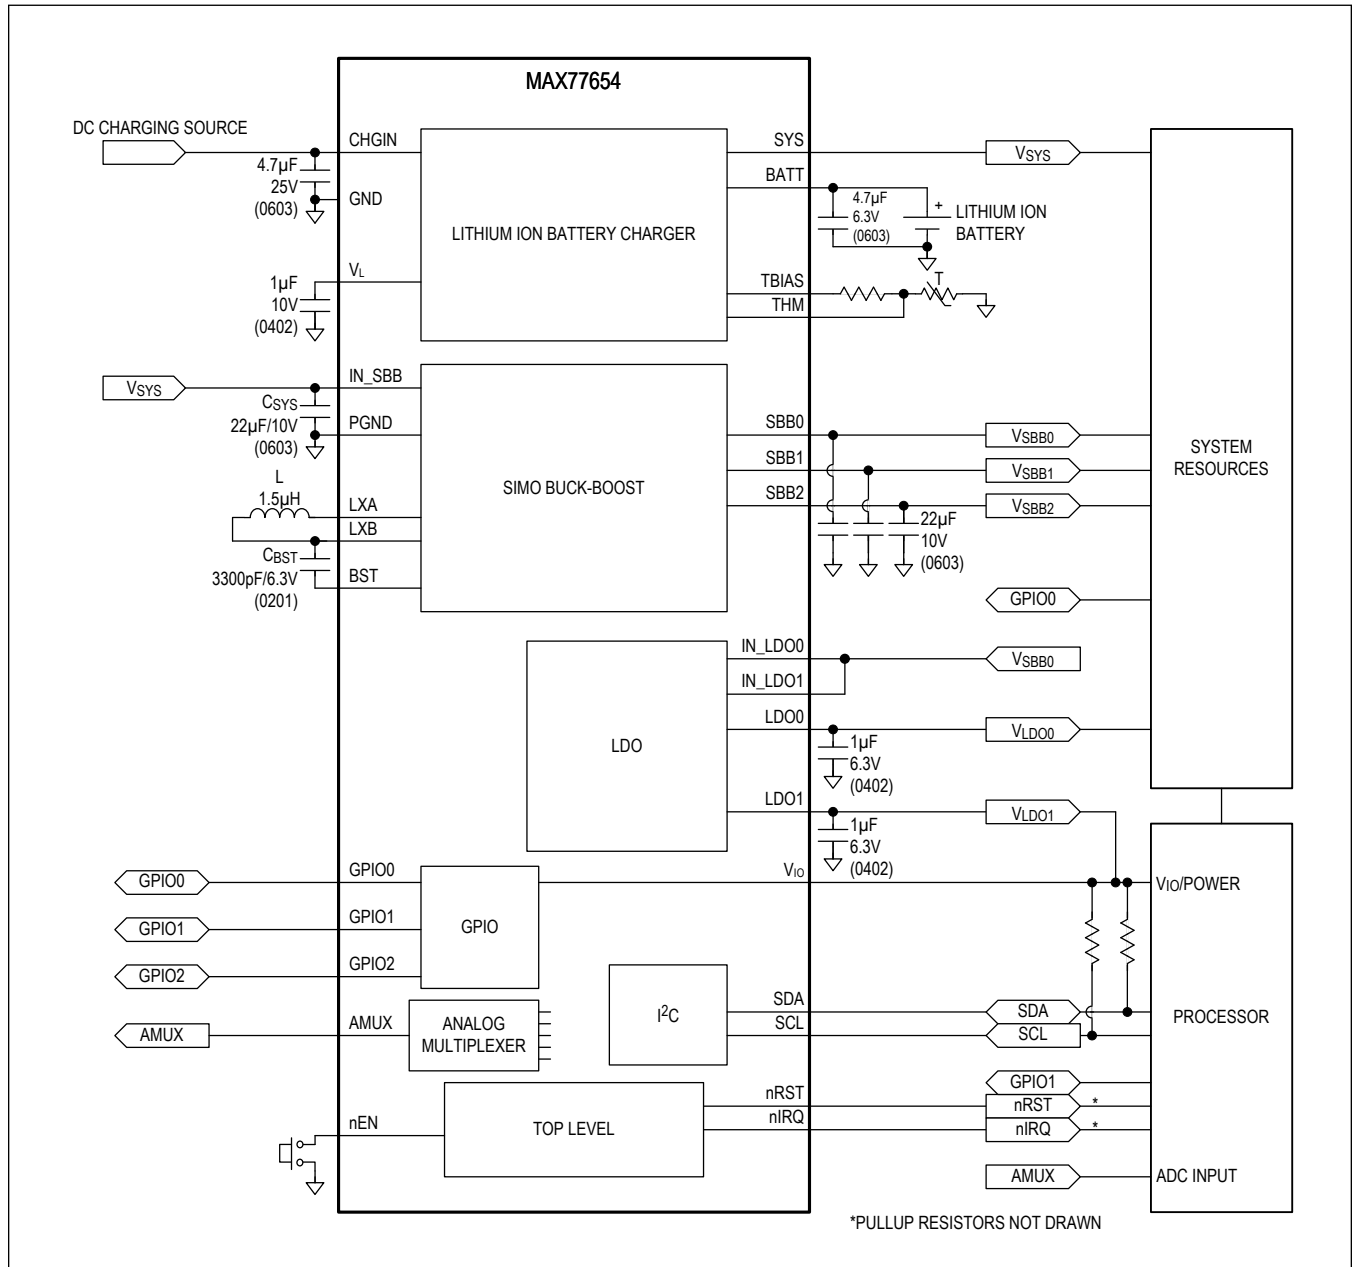 MAX77654
DC CHARGING SOURCE
CHGIN
4.7µF
25V
(0603)
GND
VL
1µF
10V
(0402)
LITHIUM ION BATTERY CHARGER
SYS
BATT
VSYS
4.7µF
6.3V
(0603)
+
LITHIUM ION
BATTERY
TBIAS
THM
T
VSYS
IN_SBB
CSYS
22µF/10V
(0603)
PGND
L
1.5µH
LXA
LXB
CBST
3300pF/6.3V
(0201)
BST
SIMO BUCK-BOOST
SBB0
SBB1
SBB2
VSBB0
VSBB1
VSBB2
22µF
10V
(0603)
GPIO0
SYSTEM
RESOURCES
LDO
IN_LDO0
IN_LDO1
VSBB0
LDO0
1µF
6.3V
(0402)
VLDO0
LDO1
1µF
6.3V
(0402)
VLDO1
GPIO0
GPIO0
GPIO1
GPIO1
GPIO2
GPIO2
GPIO
VIO
VIO/POWER
I2C
SDA
SCL
SDA
SCL
PROCESSOR
AMUX
AMUX
ANALOG
MULTIPLEXER
GPIO1
nEN
TOP LEVEL
nRST
nIRQ
nRST
*
nIRQ
*
AMUX
ADC INPUT
*PULLUP RESISTORS NOT DRAWN